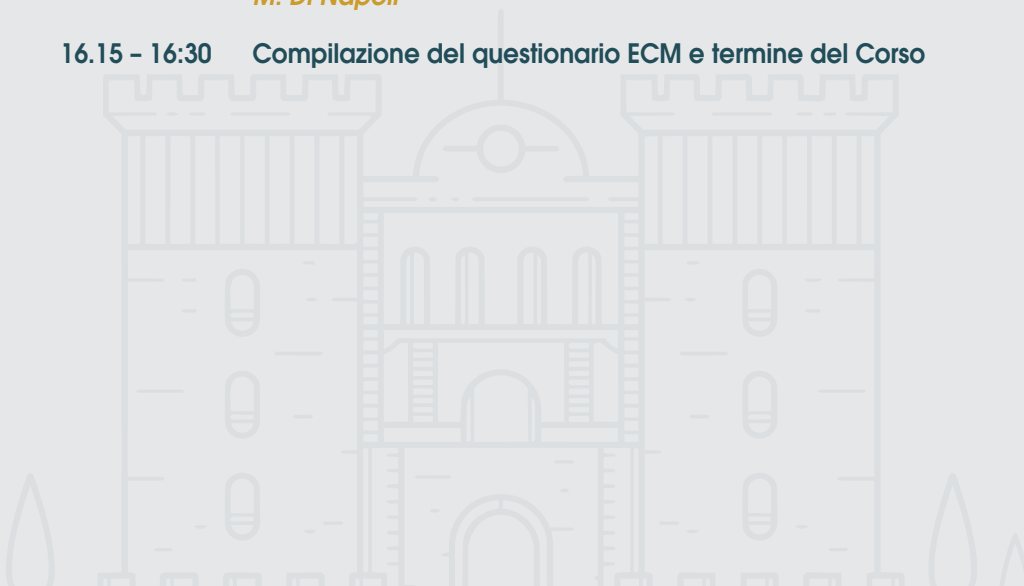 M. Di Napoli
16.15 – 16:30 Compilazione del questionario ECM e termine del Corso